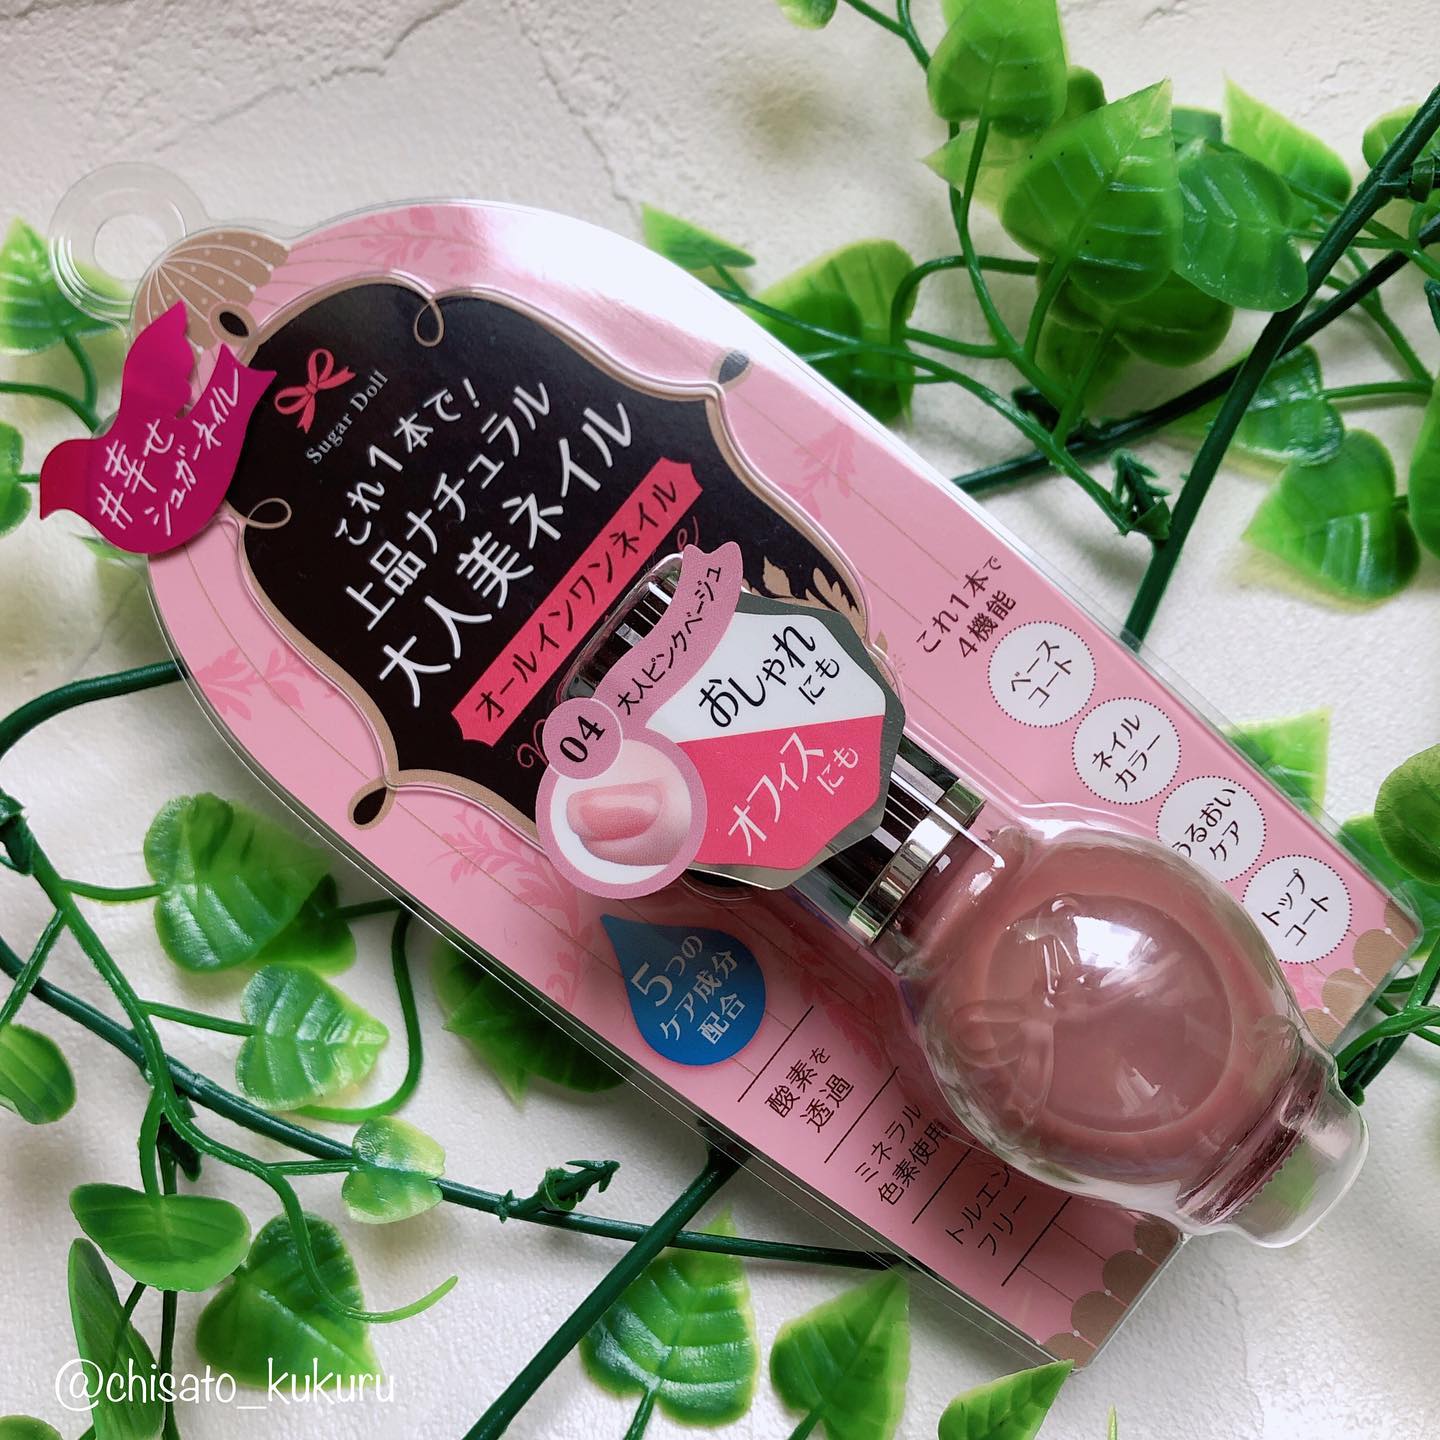 #幸せ
シュガーネイル
Sugar Doll
これ1本で!
上品ナチュラル
大人美ネイル
オールインワンネイル
大人ピンクベージュ
04
おしゃれ
にも
オフィス
にも
これ1本で
4機能
ベース
コート
ネイル
カラー
うるおい
ケア
トップ
コート
5つの
ケア成分
配合
酸素を
透過
ミネラル
色素使用
トルエン
フリー
@chisato_kukuru